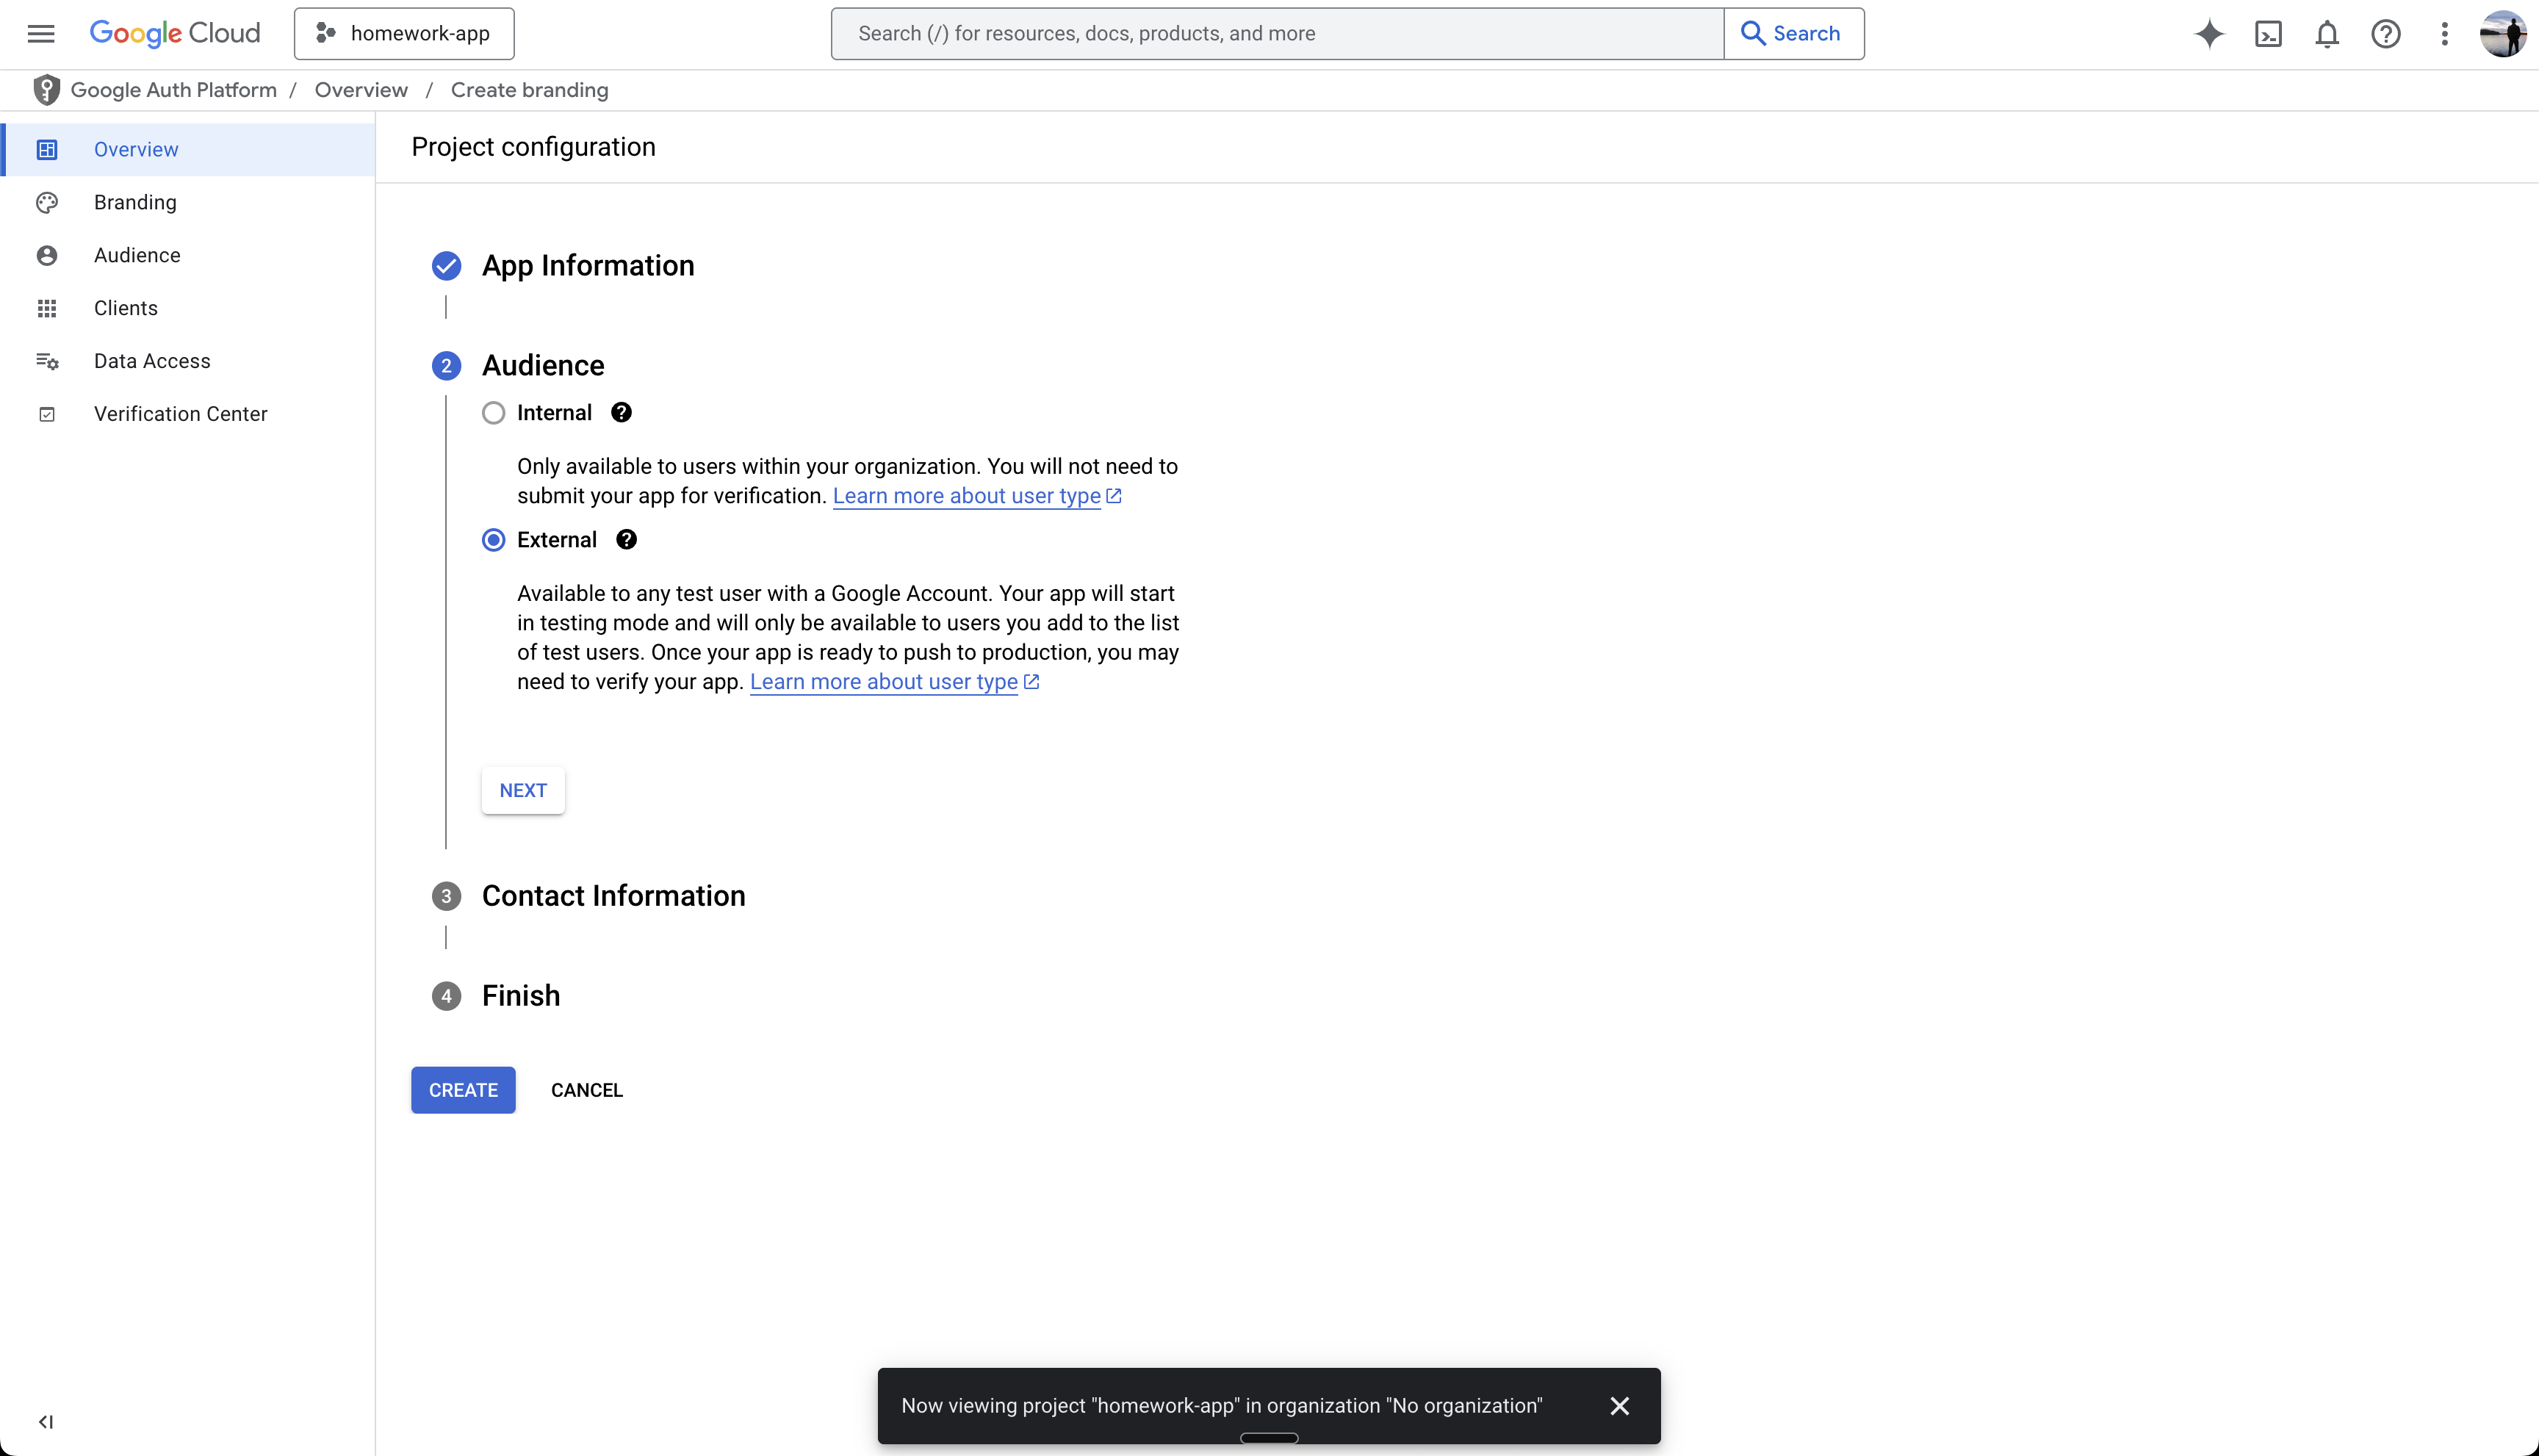 Google Cloud
homework-app
Search (/) for resources, docs, products, and more
Search
Google Auth Platform / Overview / Create branding
Overview
Branding
Audience
Clients
Data Access
Verification Center
Project configuration
App Information
2 Audience
Internal
Only available to users within your organization. You will not need to
submit your app for verification. Learn more about user type
External
Available to any test user with a Google Account. Your app will start
in testing mode and will only be available to users you add to the list
of test users. Once your app is ready to push to production, you may
need to verify your app. Learn more about user type
NEXT
3 Contact Information
4 Finish
CREATE
CANCEL
Now viewing project "homework-app" in organization "No organization"